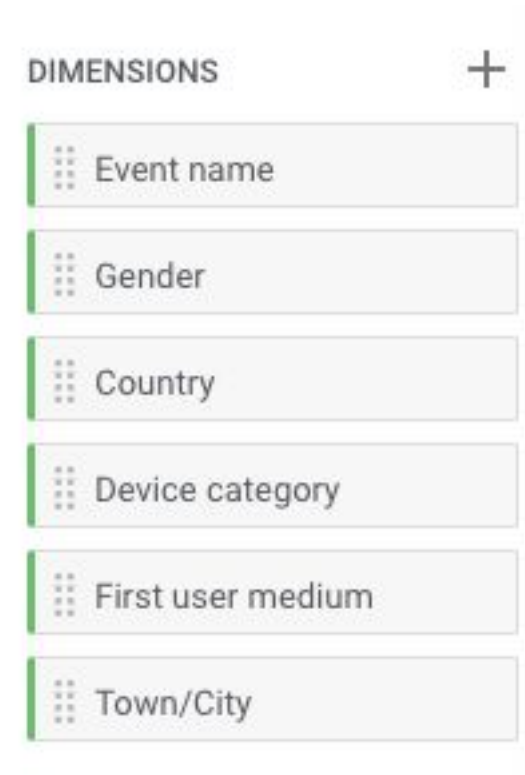 DIMENSIONS
Event name
Gender
Country
Device category
First user medium
Town/City